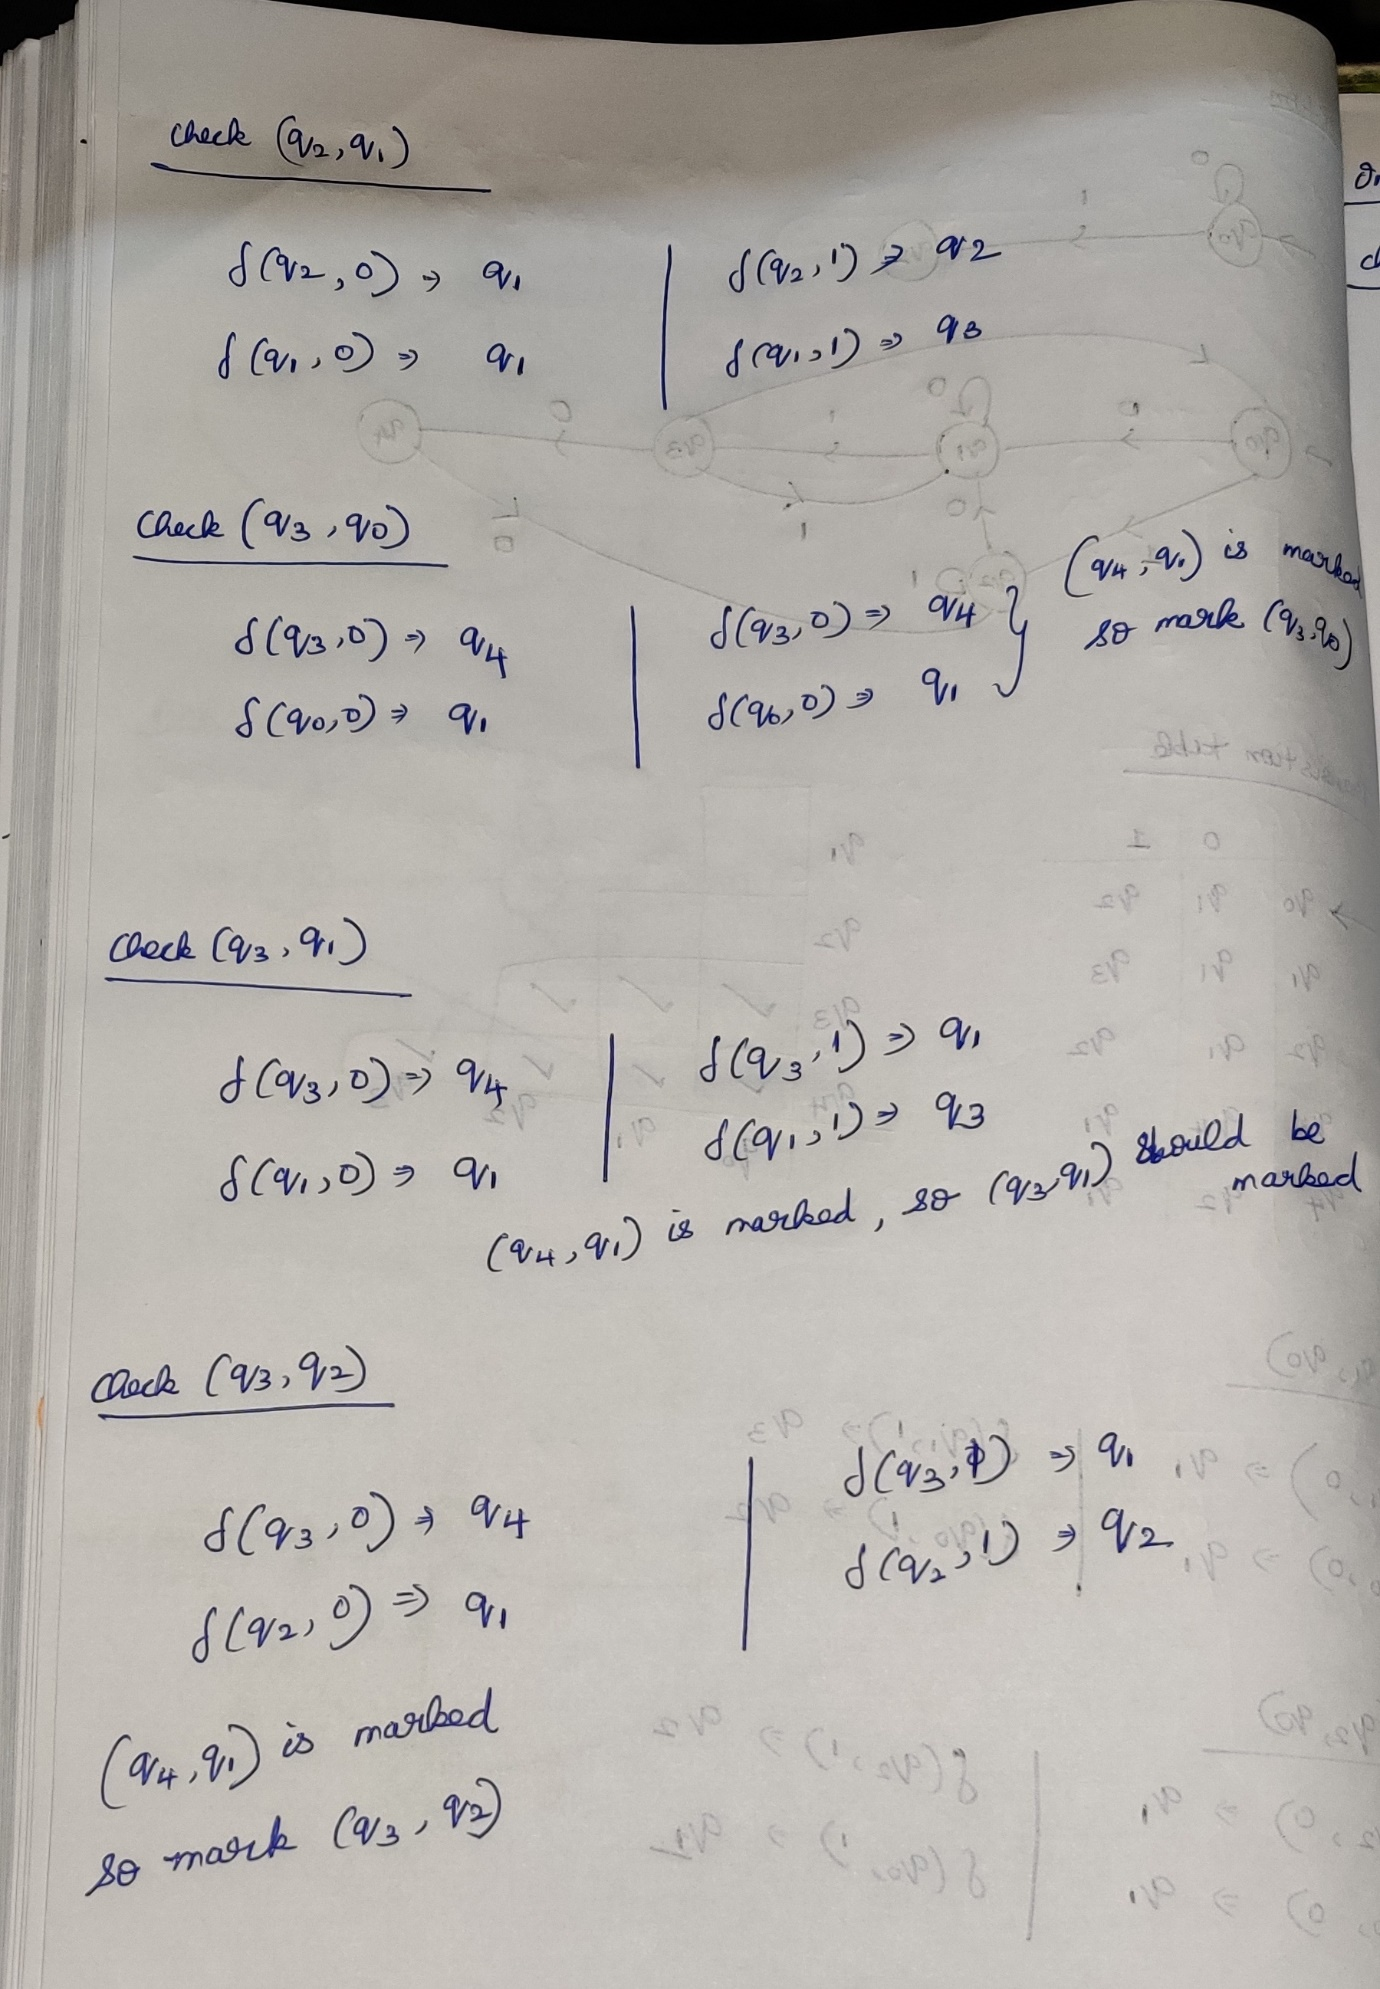 Check (q2, q1)
δ(q2, 0) → q1 | δ(q2, 1) ⇒ q2
δ(q1, 0) ⇒ q1 | δ(q1, 1) ⇒ q3
Check (q3, q0)
δ(q3, 0) → q4 | δ(q3, 0) ⇒ q4 } (q4, q1) is marked
δ(q0, 0) ⇒ q1 | δ(q0, 0) ⇒ q1 so mark (q3, q0)
Check (q3, q1)
δ(q3, 0) ⇒ q4 | δ(q3, 1) ⇒ q1
δ(q1, 0) ⇒ q1 | δ(q1, 1) ⇒ q3
(q4, q1) is marked, so (q3, q1) should be
marked
Check (q3, q2)
δ(q3, 0) → q4 | δ(q3, 1) ⇒ q1
δ(q2, 0) ⇒ q1 | δ(q2, 1) ⇒ q2
(q4, q1) is marked
so mark (q3, q2)